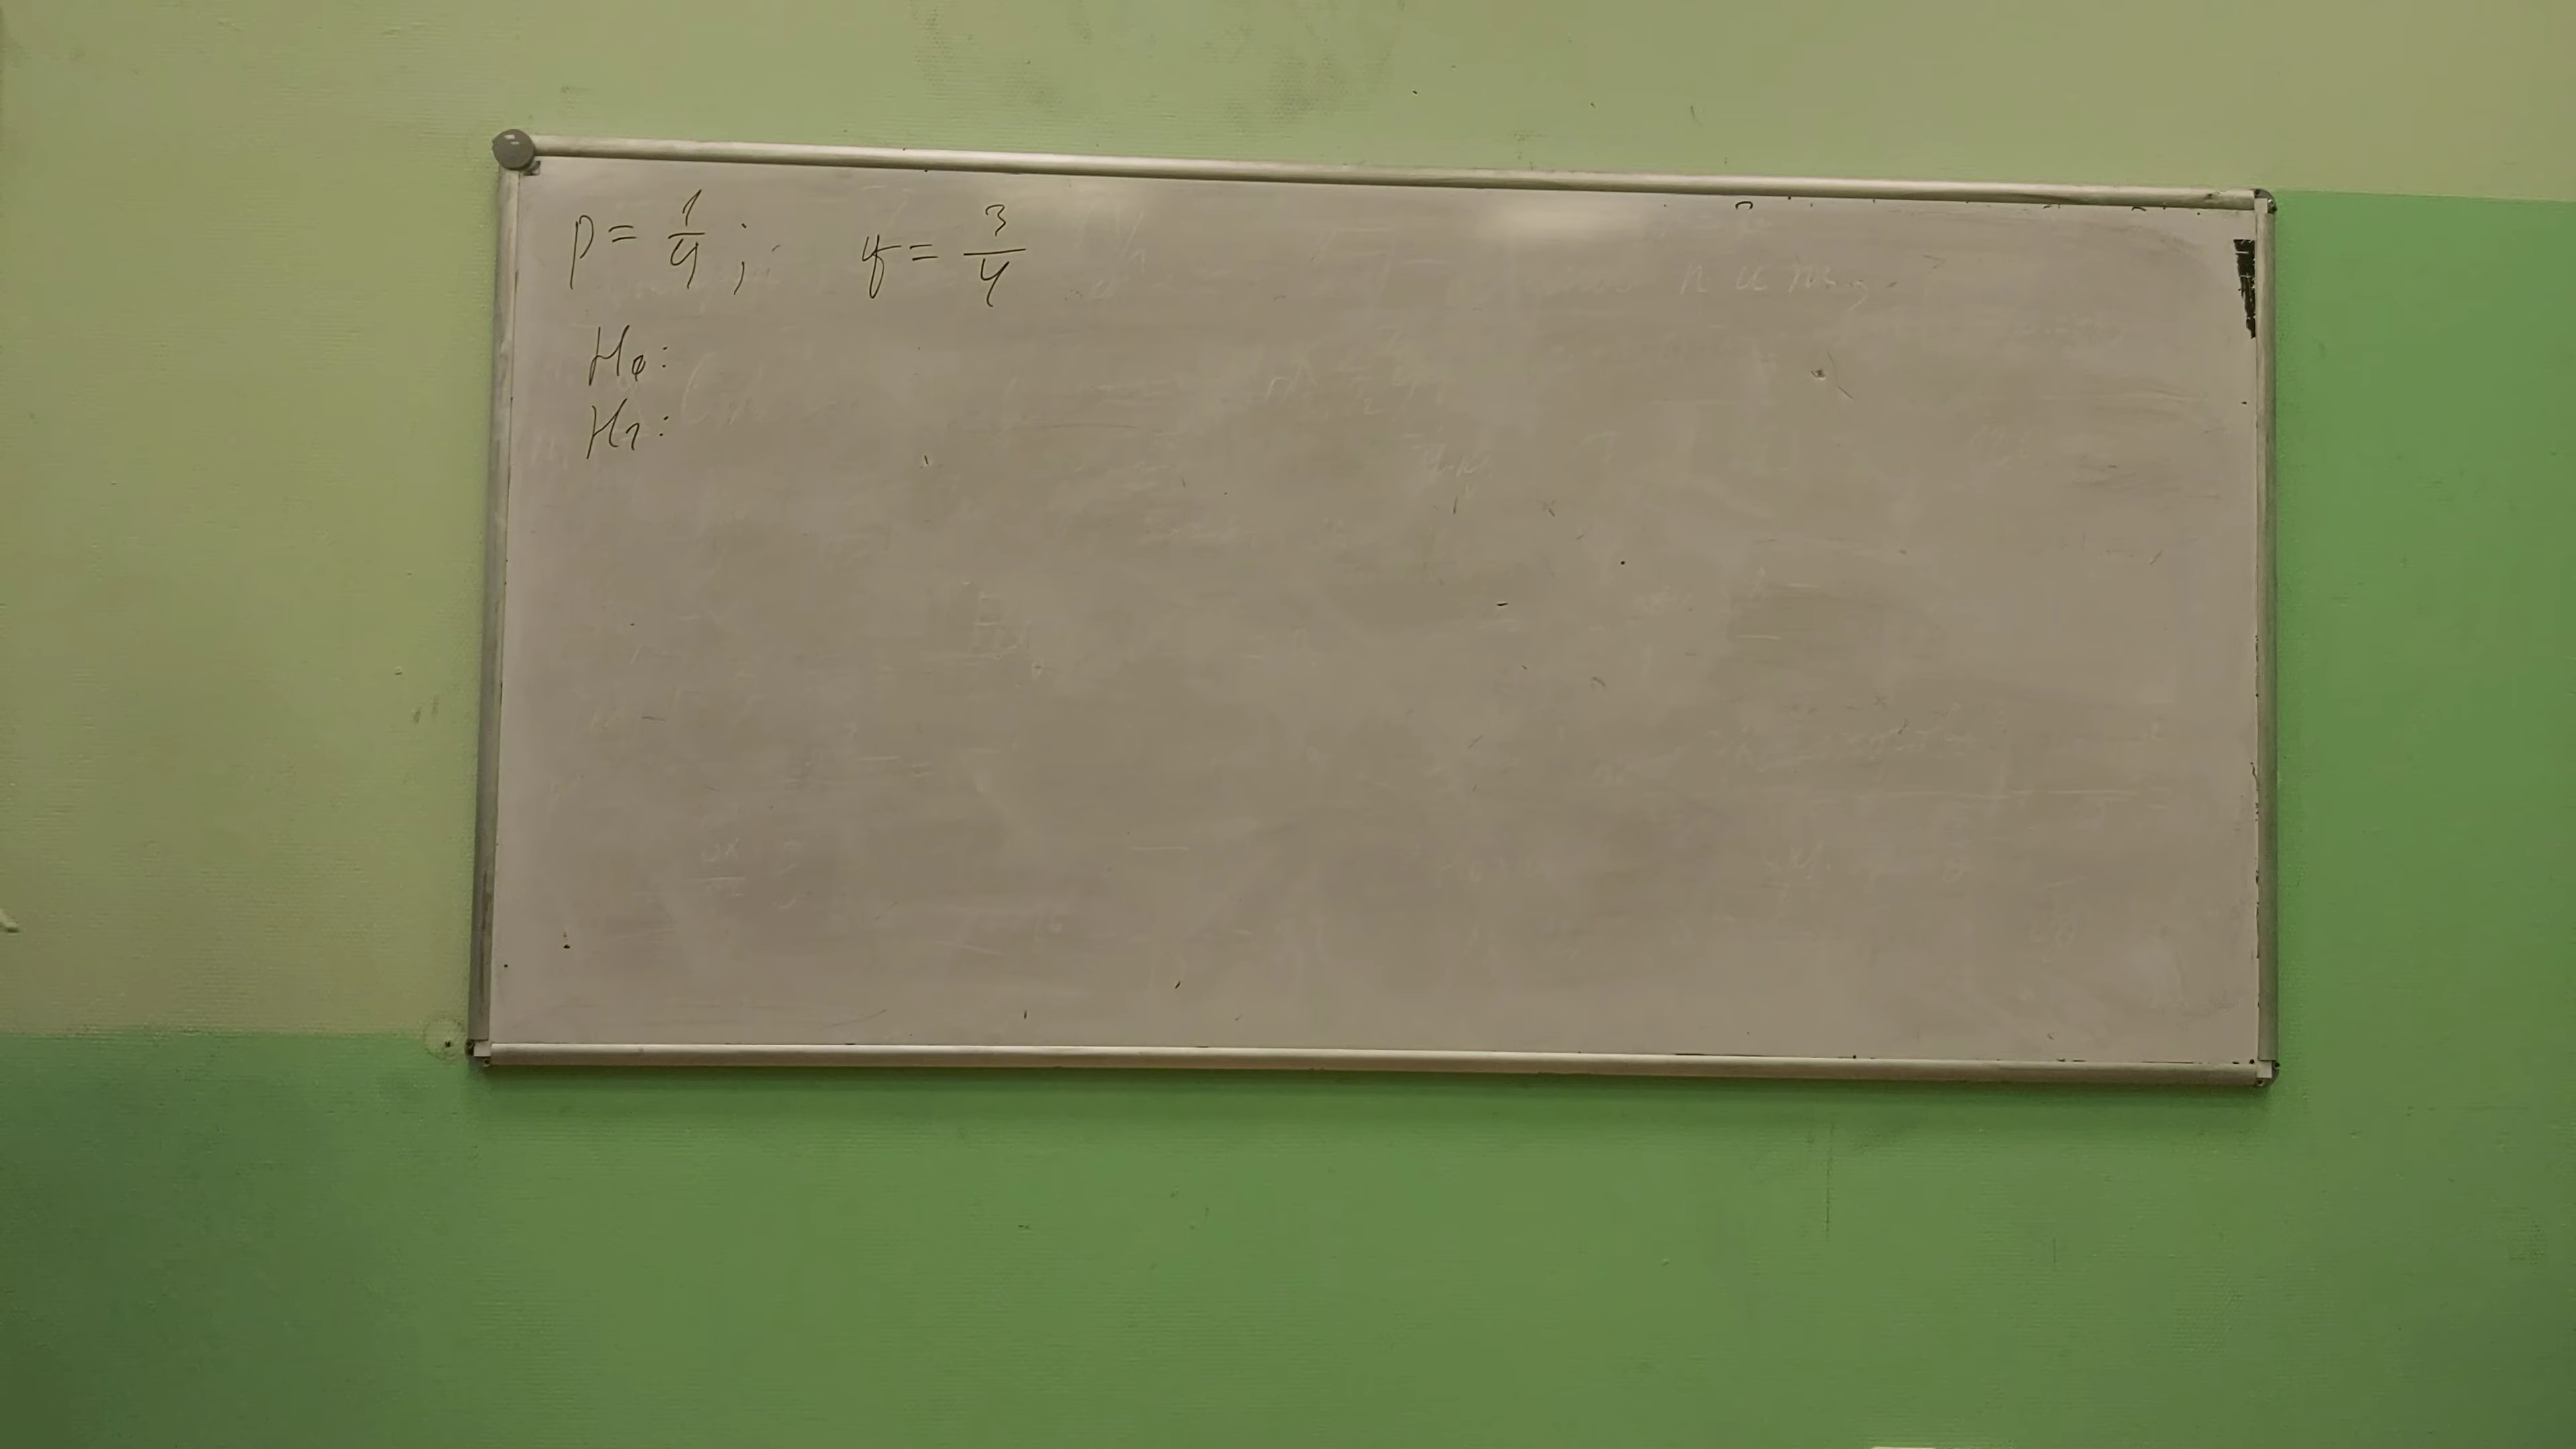 p = 1/4 ; q = 3/4
H₀:
H₁: